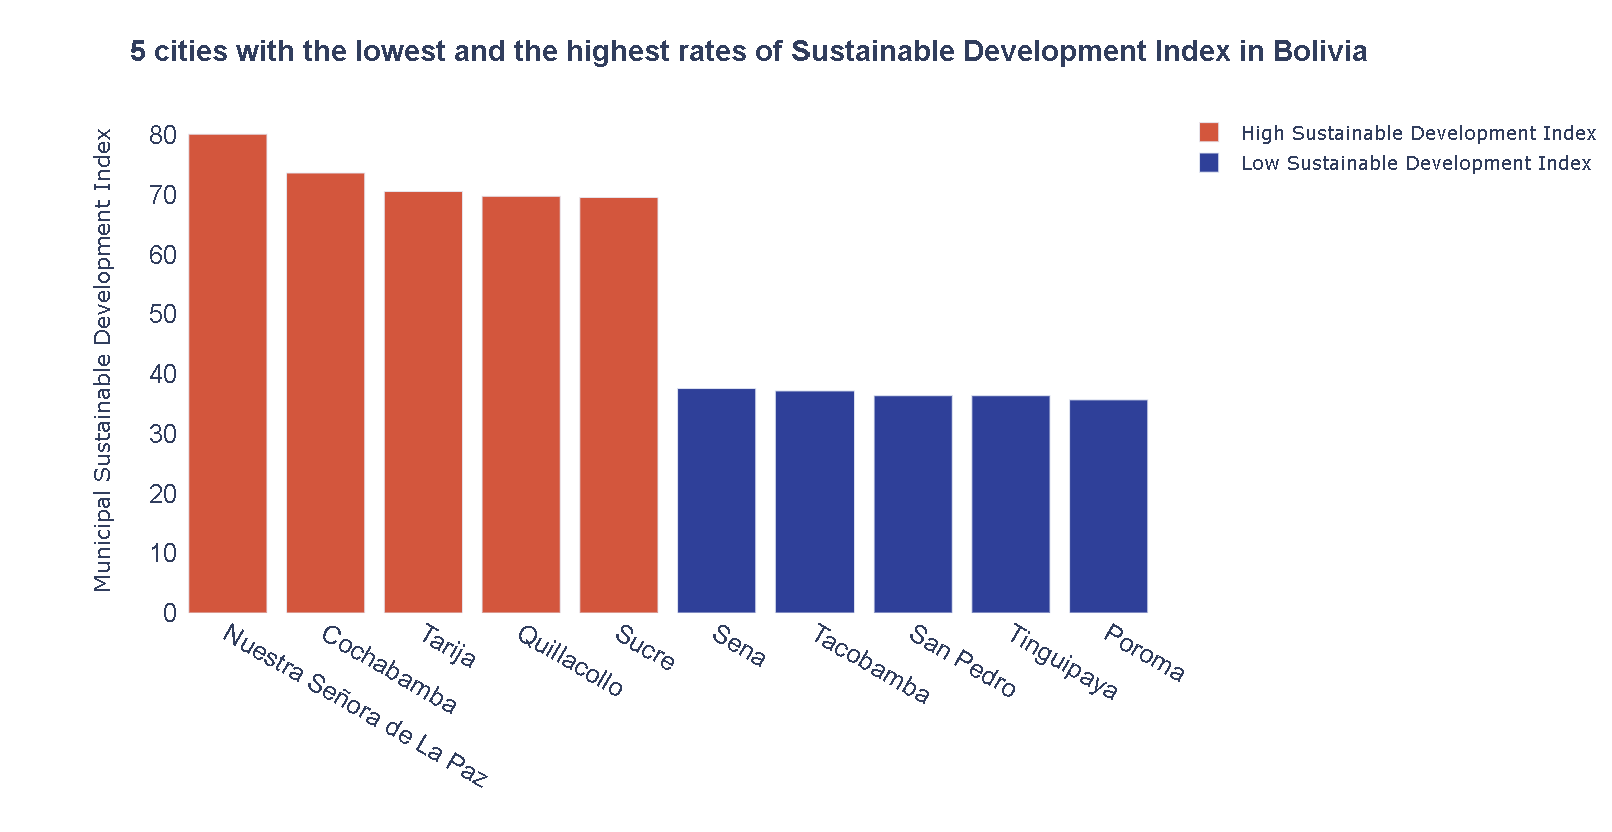 5 cities with the lowest and the highest rates of Sustainable Development Index in Bolivia
High Sustainable Development Index
Low Sustainable Development Index
Municipal Sustainable Development Index
80
70
60
50
40
30
20
10
0
Nuestra Señora de La Paz
Cochabamba
Tarija
Quillacollo
Sucre
Sena
Tacobamba
San Pedro
Tinguipaya
Poroma